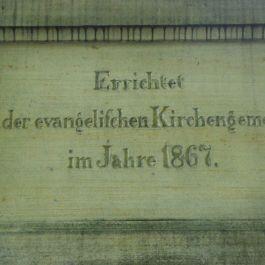 Errichtet
der evangeliſchen Kirchengeme
im Jahre 1867.